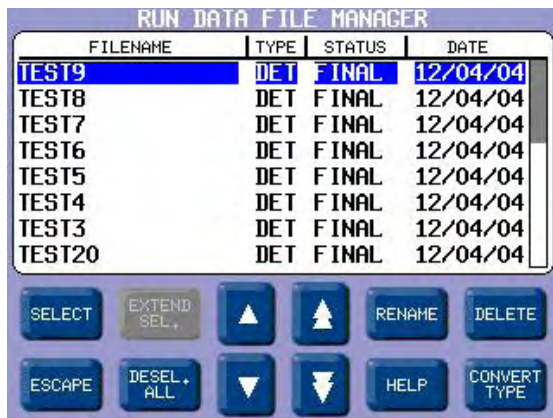 RUN DATA FILE MANAGER
FILENAME TYPE STATUS DATE
TEST9 DET FINAL 12/04/04
TEST8 DET FINAL 12/04/04
TEST7 DET FINAL 12/04/04
TEST6 DET FINAL 12/04/04
TEST5 DET FINAL 12/04/04
TEST4 DET FINAL 12/04/04
TEST3 DET FINAL 12/04/04
TEST20 DET FINAL 12/04/04
SELECT
EXTEND
SEL.
RENAME
DELETE
ESCAPE
DESEL.
ALL
HELP
CONVERT
TYPE